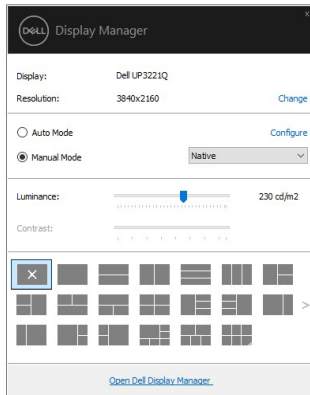 DELL Display Manager
Display: Dell UP3221Q
Resolution: 3840x2160 Change
Auto Mode Configure
Manual Mode Native
Luminance: 230 cd/m2
Contrast:
Open Dell Display Manager